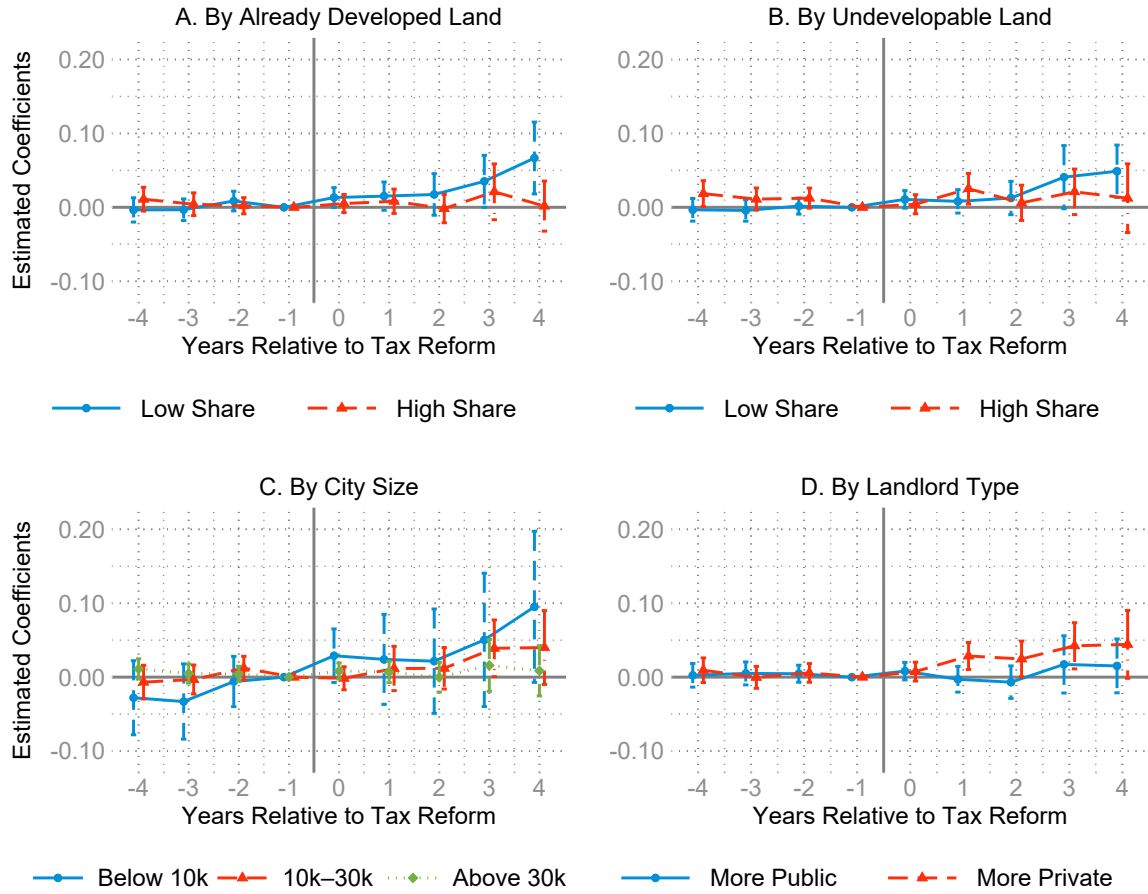 A. By Already Developed Land
Estimated Coefficients
0.20
0.10
0.00
-0.10
-4 -3 -2 -1 0 1 2 3 4
Years Relative to Tax Reform
Low Share High Share
B. By Undevelopable Land
0.20
0.10
0.00
-0.10
-4 -3 -2 -1 0 1 2 3 4
Years Relative to Tax Reform
Low Share High Share
C. By City Size
Estimated Coefficients
0.20
0.10
0.00
-0.10
-4 -3 -2 -1 0 1 2 3 4
Years Relative to Tax Reform
Below 10k 10k–30k Above 30k
D. By Landlord Type
0.20
0.10
0.00
-0.10
-4 -3 -2 -1 0 1 2 3 4
Years Relative to Tax Reform
More Public More Private